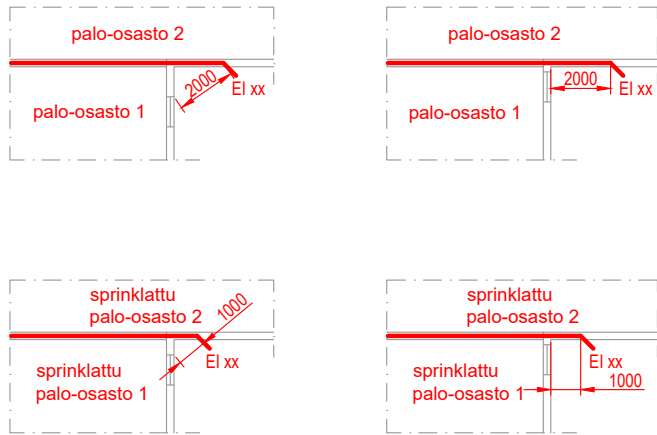 palo-osasto 2
2000
EI xx
palo-osasto 1
palo-osasto 2
2000
EI xx
palo-osasto 1
sprinklattu
palo-osasto 2
1000
EI xx
sprinklattu
palo-osasto 1
sprinklattu
palo-osasto 2
EI xx
sprinklattu
palo-osasto 1
1000